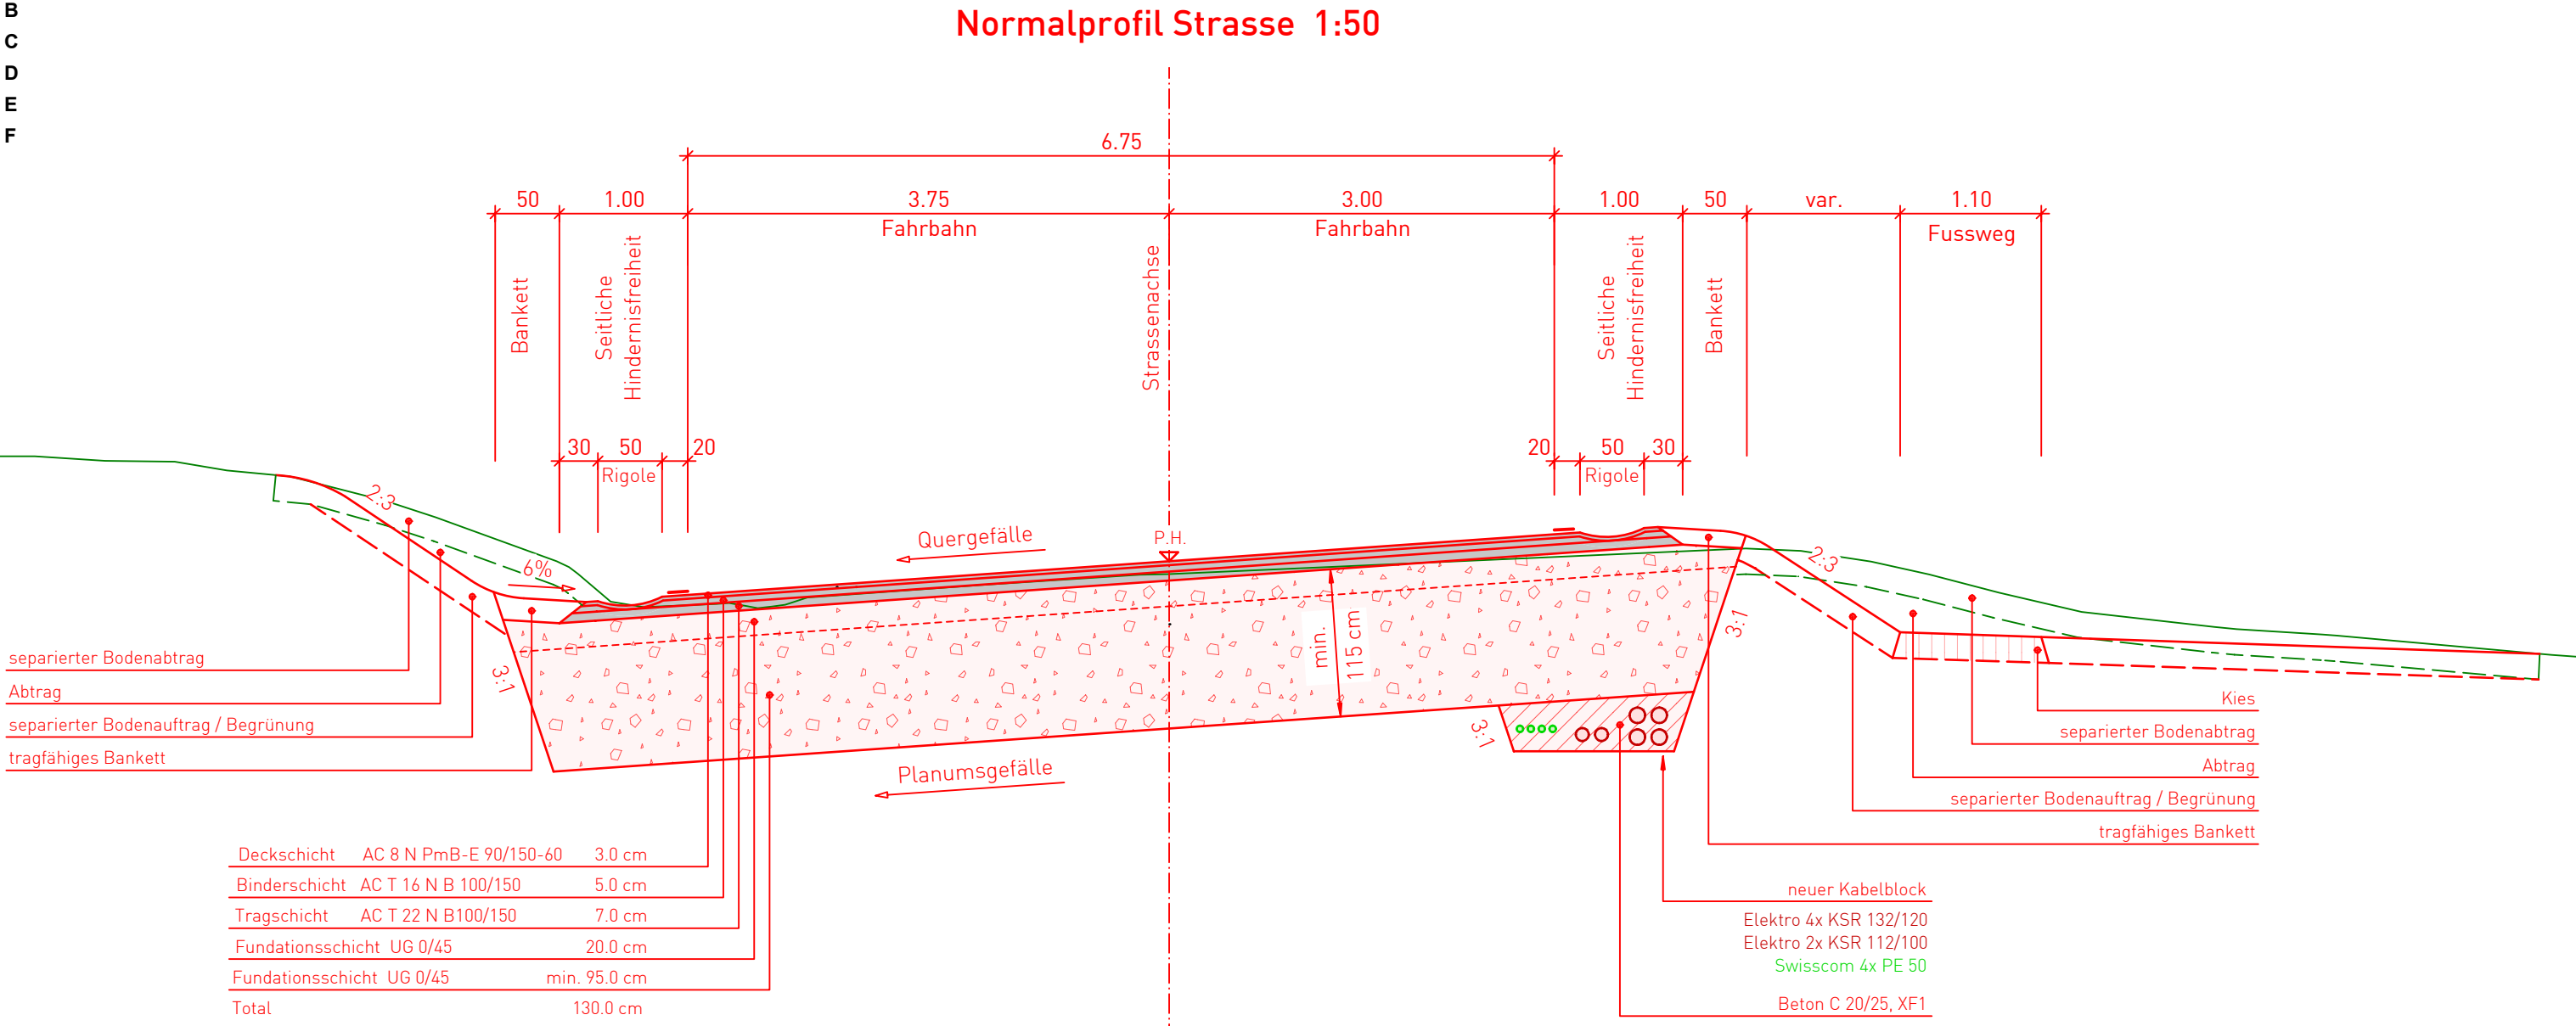 B
C
D
E
F
Normalprofil Strasse 1:50
6.75
50 1.00 3.75 3.00 1.00 50 var. 1.10
Fahrbahn Fahrbahn Fussweg
Bankett
Seitliche
Hindernisfreiheit
Strassenachse
Seitliche
Hindernisfreiheit
Bankett
30 50 20
Rigole
20 50 30
Rigole
2:3
6%
Quergefälle
P.H.
2:3
3:1
min.
115 cm
3:1
3:1
Planumsgefälle
separierter Bodenabtrag
Abtrag
separierter Bodenauftrag / Begrünung
tragfähiges Bankett
Kies
separierter Bodenabtrag
Abtrag
separierter Bodenauftrag / Begrünung
tragfähiges Bankett
Deckschicht AC 8 N PmB-E 90/150-60 3.0 cm
Binderschicht AC T 16 N B 100/150 5.0 cm
Tragschicht AC T 22 N B100/150 7.0 cm
Fundationsschicht UG 0/45 20.0 cm
Fundationsschicht UG 0/45 min. 95.0 cm
Total 130.0 cm
neuer Kabelblock
Elektro 4x KSR 132/120
Elektro 2x KSR 112/100
Swisscom 4x PE 50
Beton C 20/25, XF1